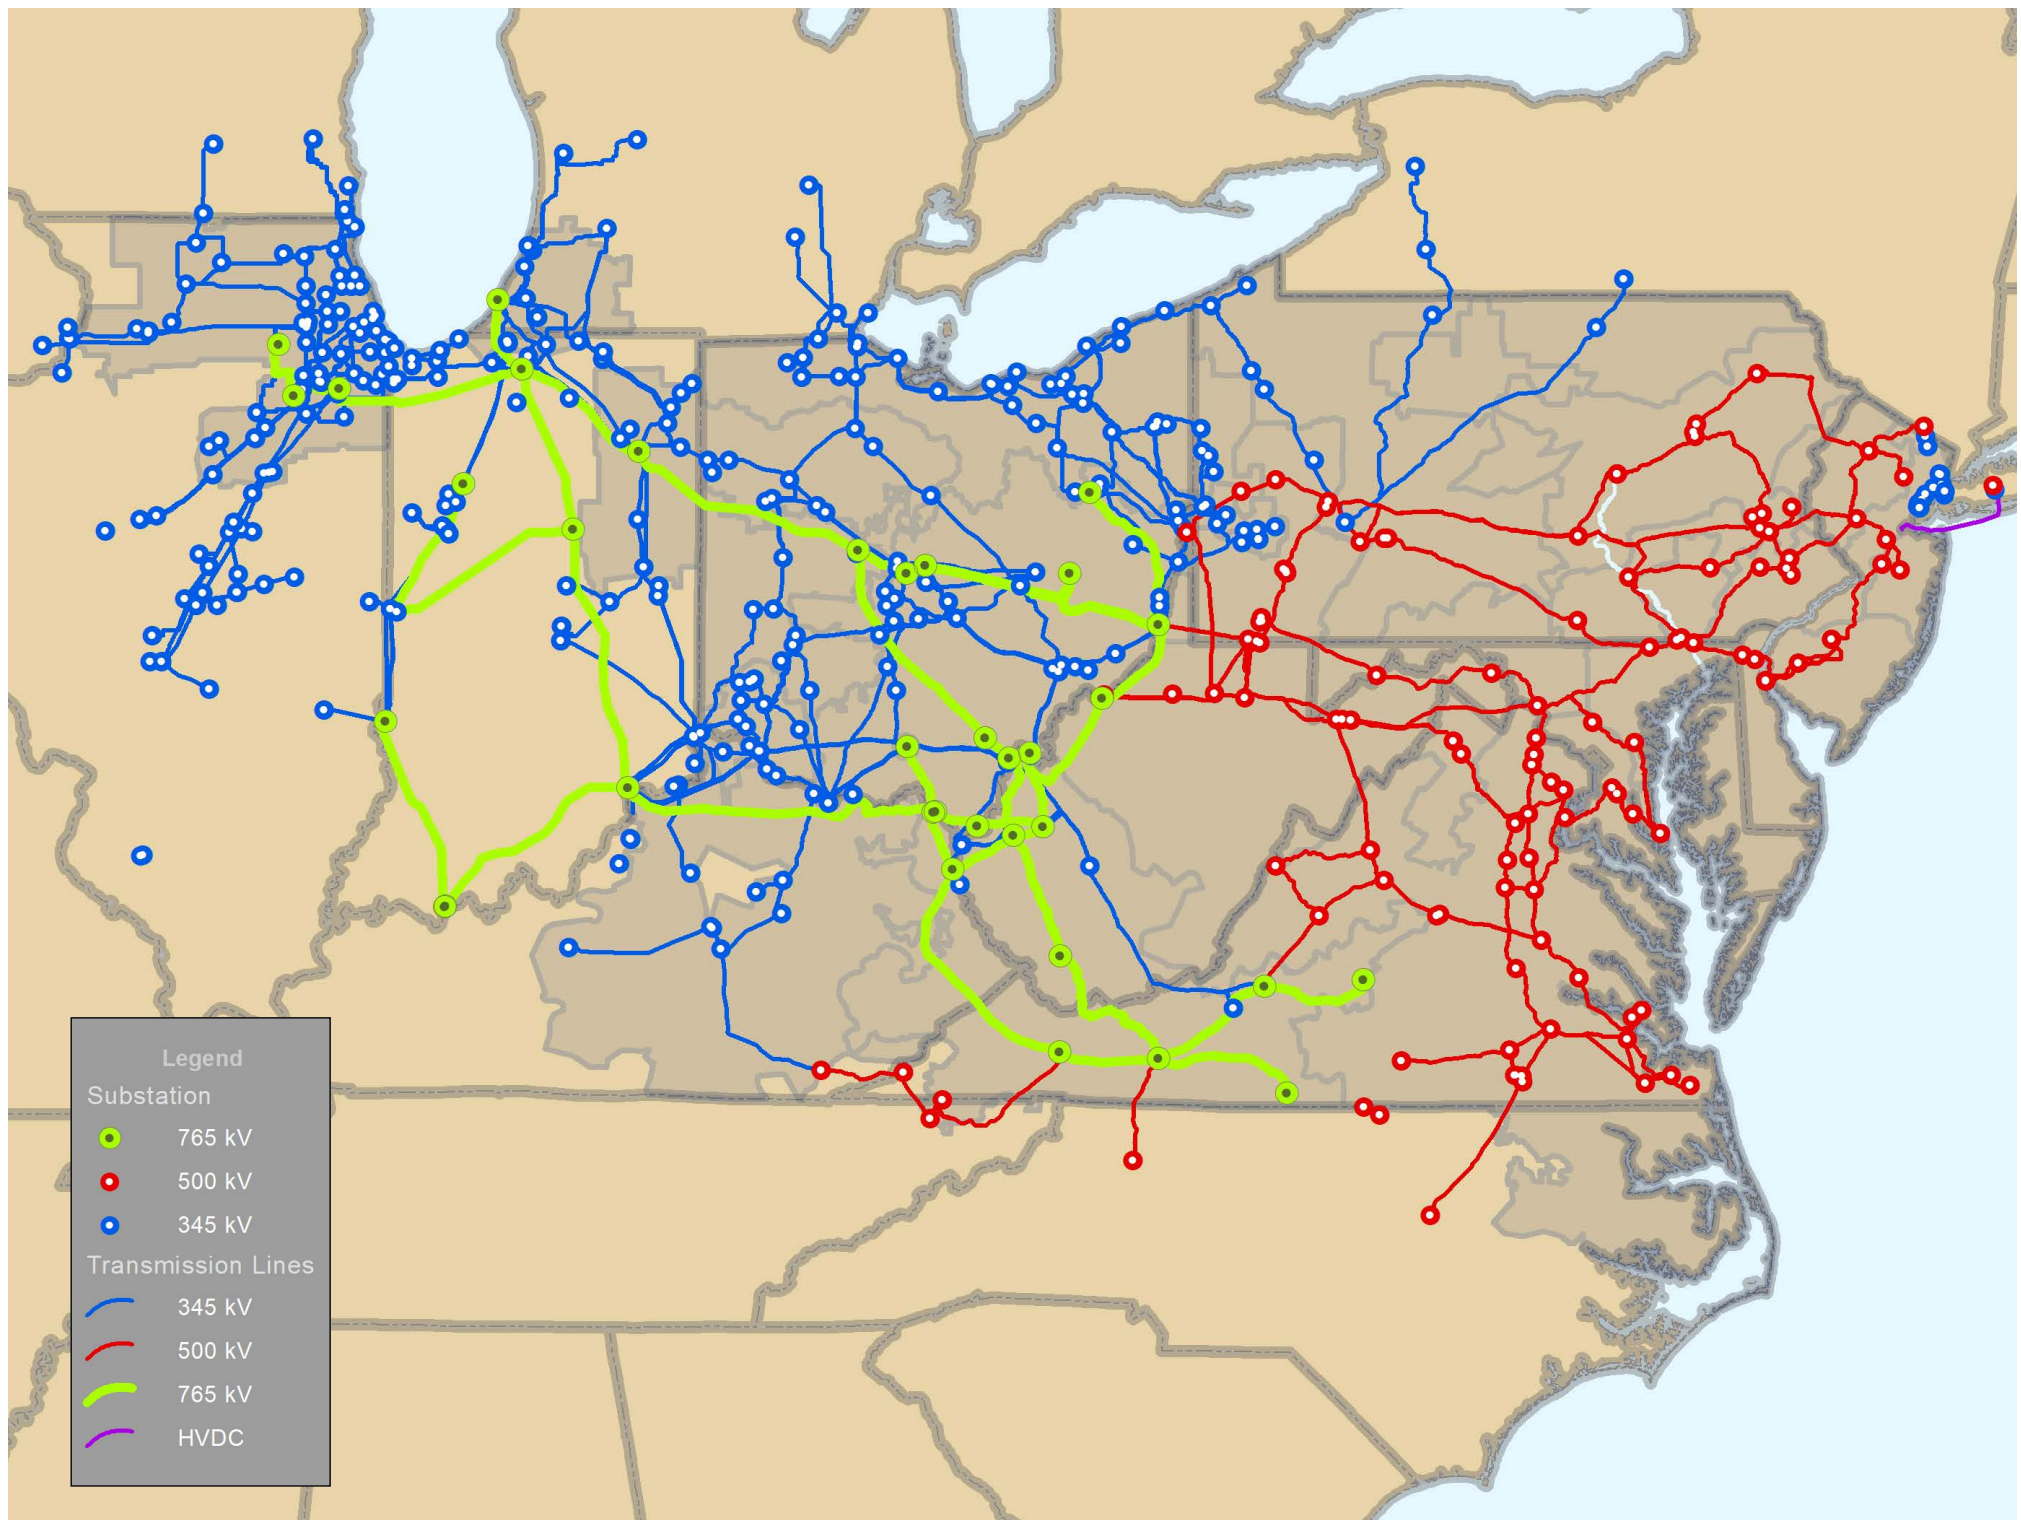 Legend
Substation
765 kV
500 kV
345 kV
Transmission Lines
345 kV
500 kV
765 kV
HVDC